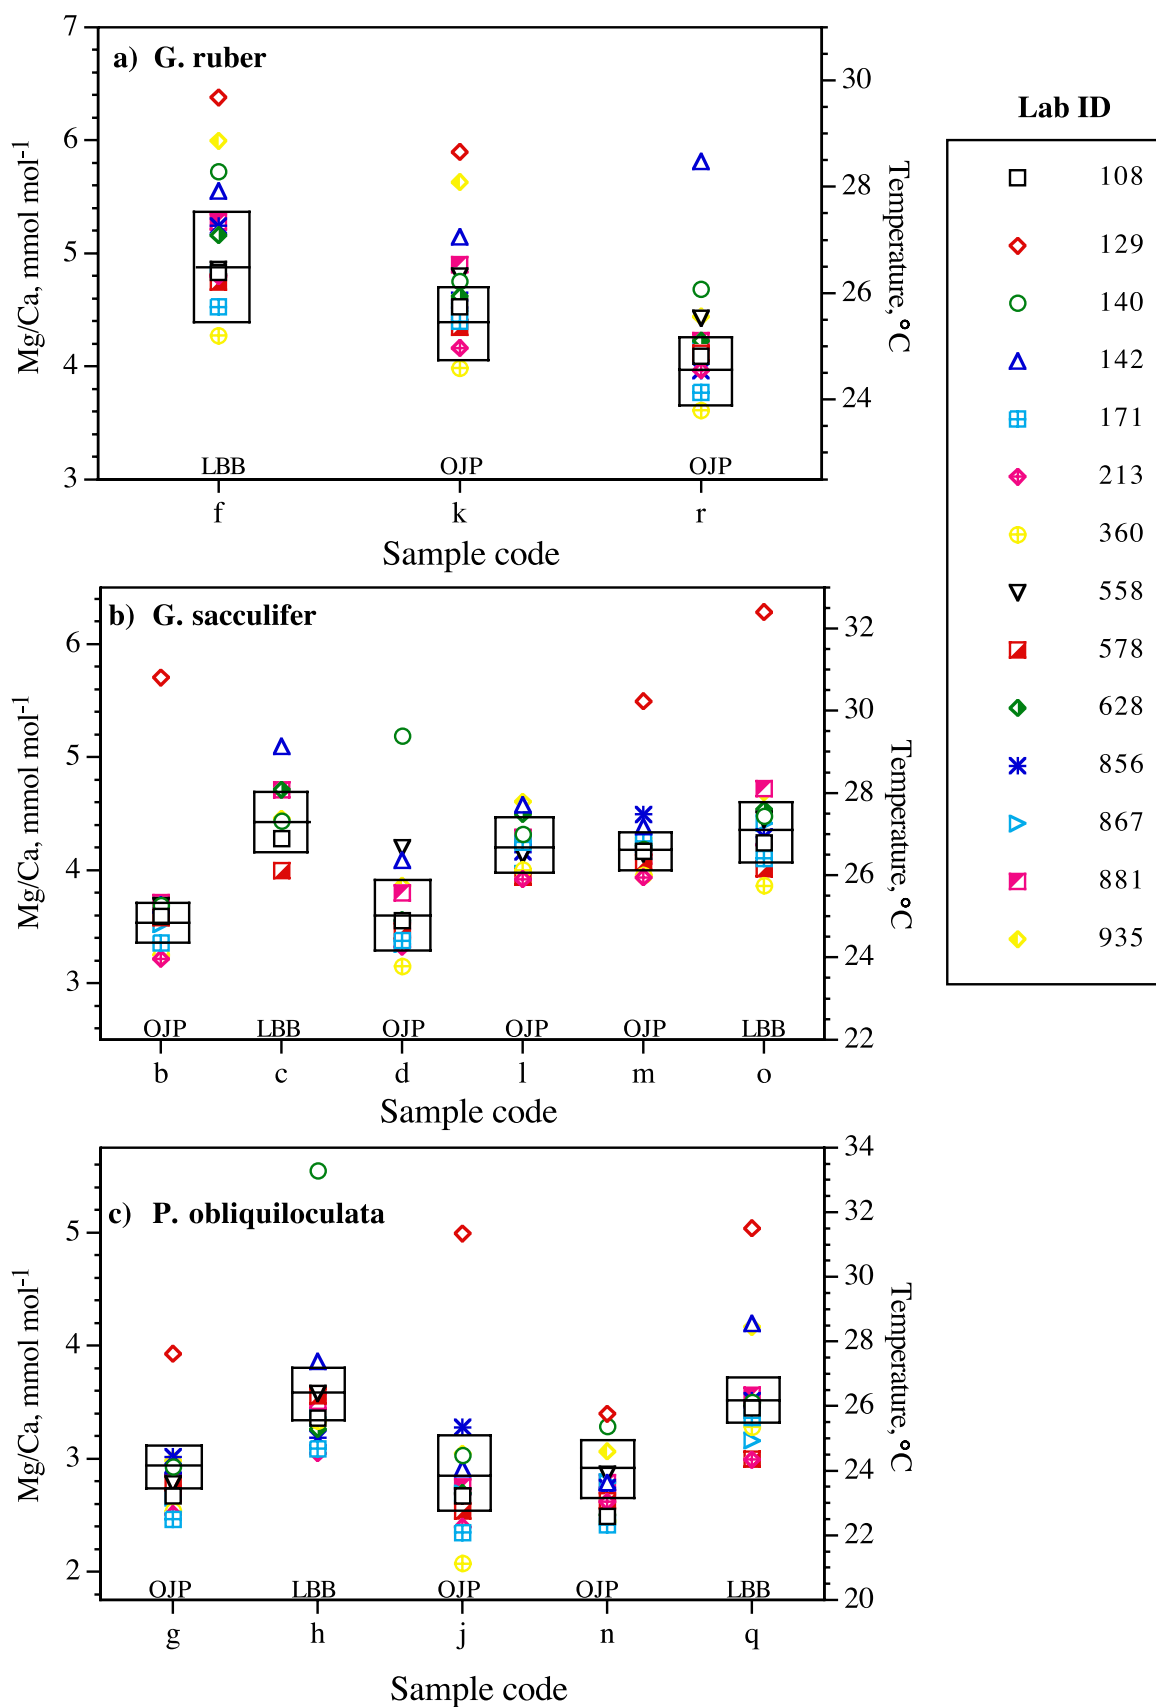 a) G. ruber
7
6
5
4
3
Mg/Ca, mmol mol-1
30
28
26
24
Temperature, °C
LBB OJP OJP
f k r
Sample code
b) G. sacculifer
6
5
4
3
Mg/Ca, mmol mol-1
32
30
28
26
24
22
Temperature, °C
OJP LBB OJP OJP OJP LBB
b c d l m o
Sample code
c) P. obliquiloculata
5
4
3
2
Mg/Ca, mmol mol-1
34
32
30
28
26
24
22
20
Temperature, °C
OJP LBB OJP OJP LBB
g h j n q
Sample code
Lab ID
108
129
140
142
171
213
360
558
578
628
856
867
881
935